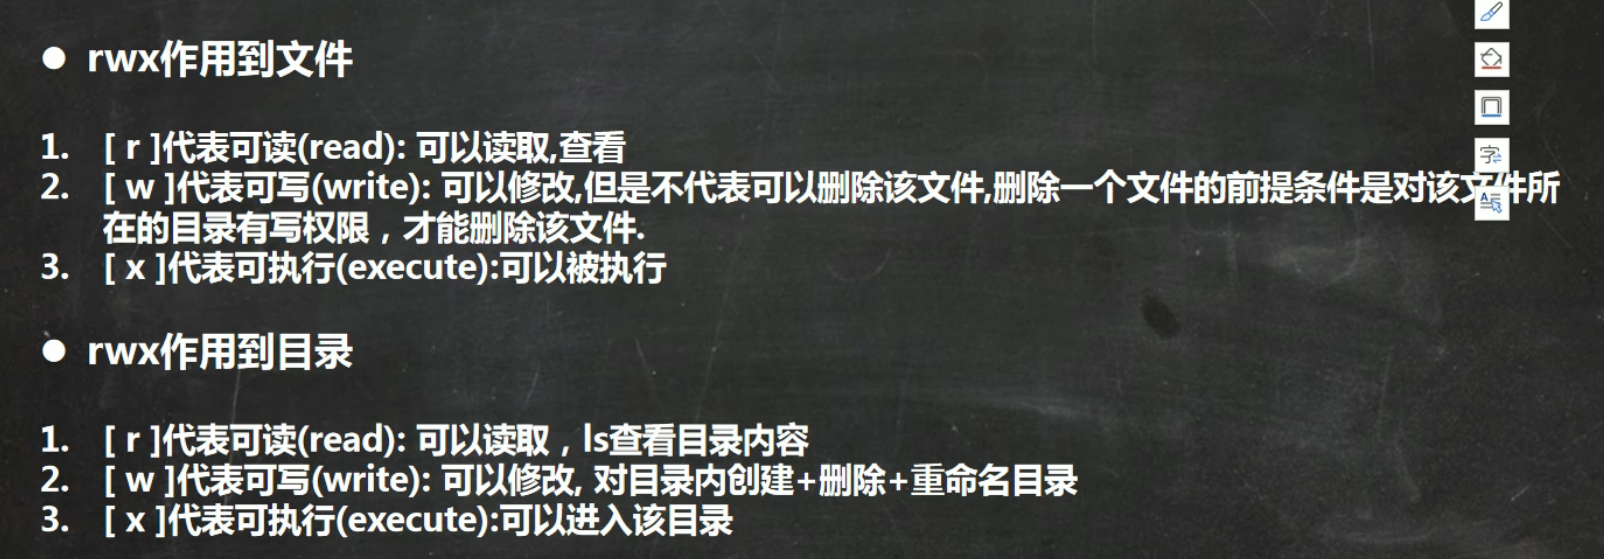 ● rwx作用到文件
1. [ r ]代表可读(read): 可以读取,查看
2. [ w ]代表可写(write): 可以修改,但是不代表可以删除该文件,删除一个文件的前提条件是对该文件所
在的目录有写权限，才能删除该文件.
3. [ x ]代表可执行(execute):可以被执行
● rwx作用到目录
1. [ r ]代表可读(read): 可以读取，ls查看目录内容
2. [ w ]代表可写(write): 可以修改, 对目录内创建+删除+重命名目录
3. [ x ]代表可执行(execute):可以进入该目录
字
A